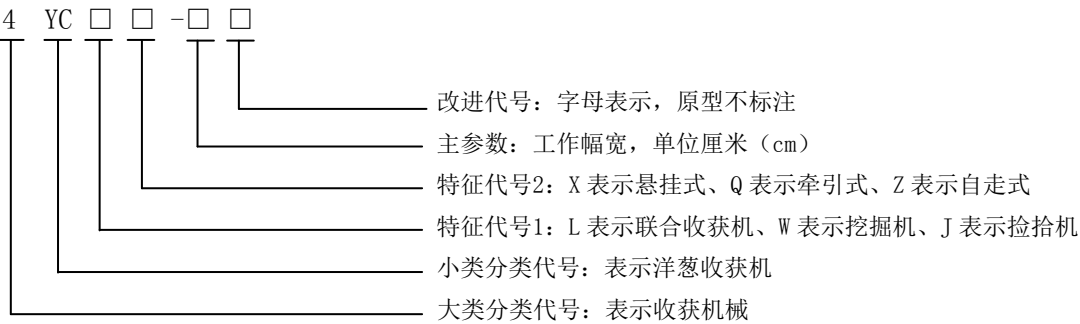 4 YC □ □ -□ □
改进代号：字母表示，原型不标注
主参数：工作幅宽，单位厘米（cm）
特征代号2：X 表示悬挂式、Q 表示牵引式、Z 表示自走式
特征代号1：L 表示联合收获机、W 表示挖掘机、J 表示捡拾机
小类分类代号：表示洋葱收获机
大类分类代号：表示收获机械